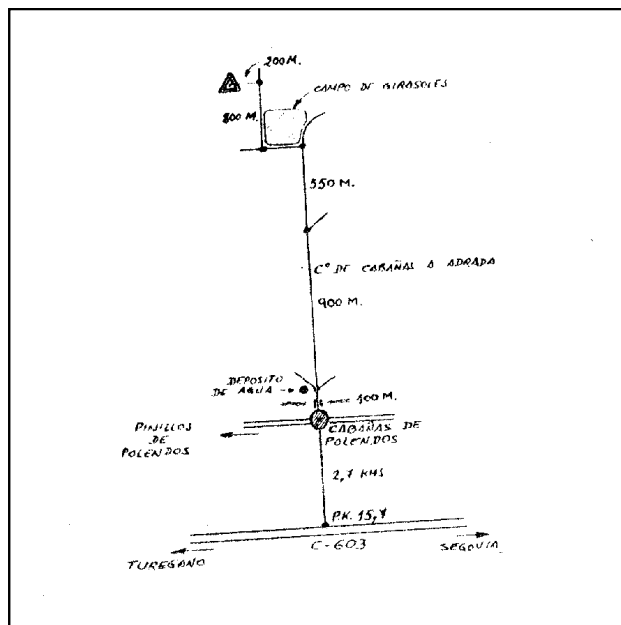 200 M.
CAMPO DE GIRASOLES
800 M.
550 M.
Cº DE CABAÑAS A ADRADA
900 M.
DEPOSITO
DE AGUA
100 M.
PINILLOS
DE
POLENDOS
CABAÑAS DE
POLENDOS
2,7 KMS
P.K. 15,7
C-603
TUREGANO
SEGOVIA